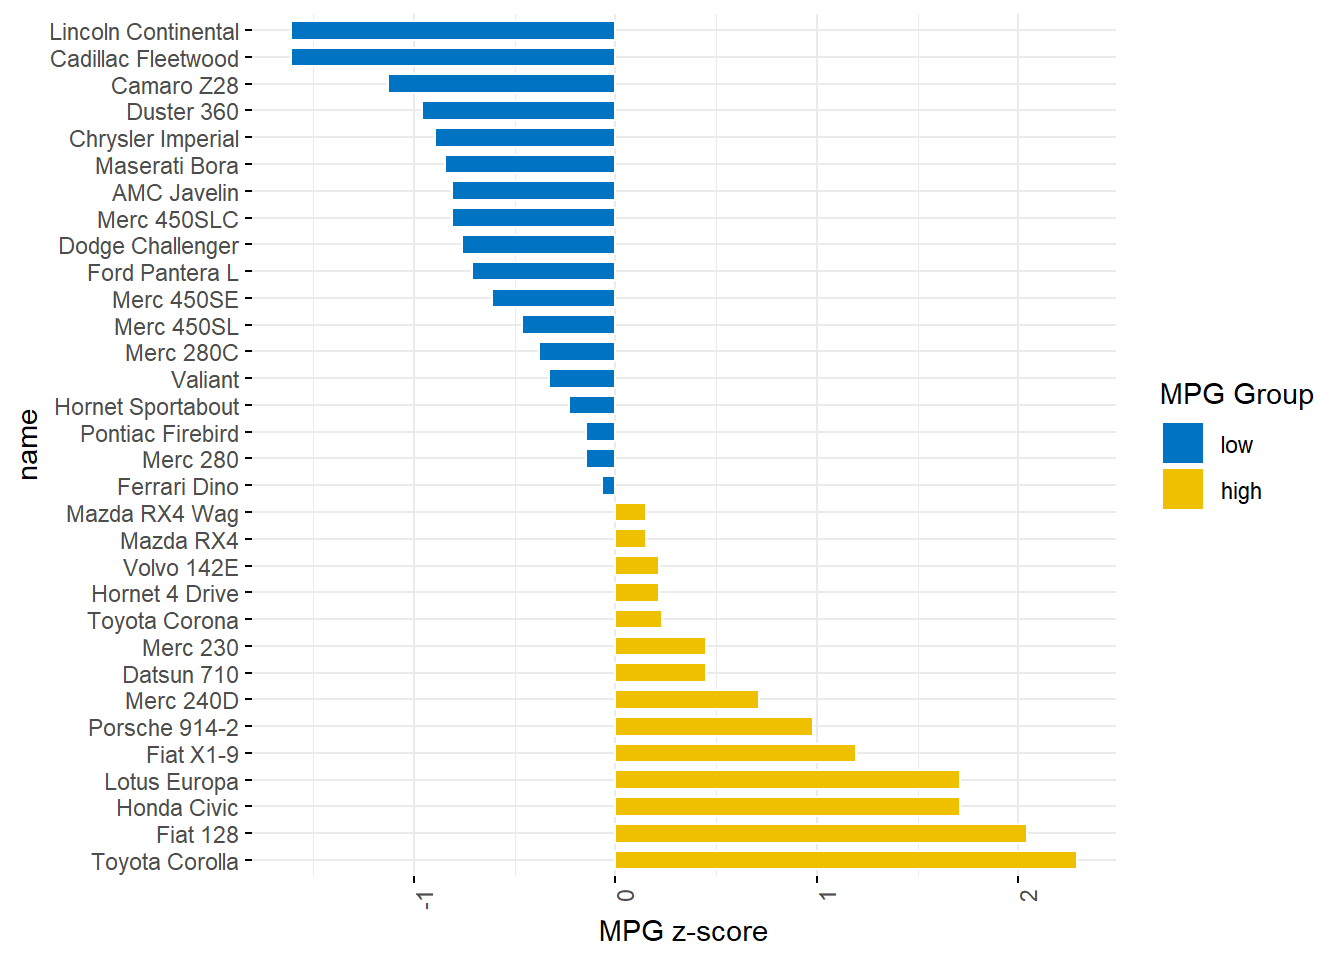 Lincoln Continental
Cadillac Fleetwood
Camaro Z28
Duster 360
Chrysler Imperial
Maserati Bora
AMC Javelin
Merc 450SLC
Dodge Challenger
Ford Pantera L
Merc 450SE
Merc 450SL
Merc 280C
Valiant
Hornet Sportabout
Pontiac Firebird
Merc 280
Ferrari Dino
Mazda RX4 Wag
Mazda RX4
Volvo 142E
Hornet 4 Drive
Toyota Corona
Merc 230
Datsun 710
Merc 240D
Porsche 914-2
Fiat X1-9
Lotus Europa
Honda Civic
Fiat 128
Toyota Corolla
name
-1
0
1
2
MPG z-score
MPG Group
low
high